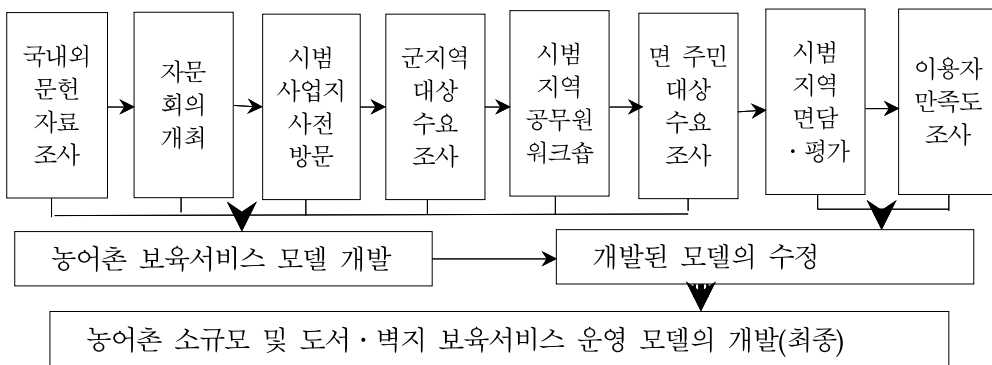 국내외
문헌
자료
조사
자문
회의
개최
시범
사업지
사전
방문
군지역
대상
수요
조사
시범
지역
공무원
워크숍
면 주민
대상
수요
조사
시범
지역
면담
·평가
이용자
만족도
조사
농어촌 보육서비스 모델 개발
개발된 모델의 수정
농어촌 소규모 및 도서·벽지 보육서비스 운영 모델의 개발(최종)